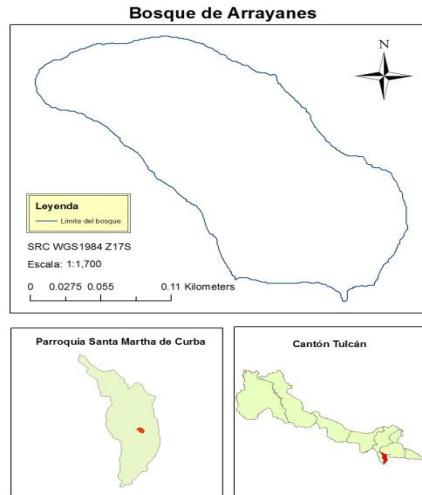 Bosque de Arrayanes
N
Leyenda
Límite del bosque
SRC WGS1984 Z17S
Escala: 1:1,700
0 0.0275 0.055 0.11 Kilometers
Parroquia Santa Martha de Curba
Cantón Tulcán